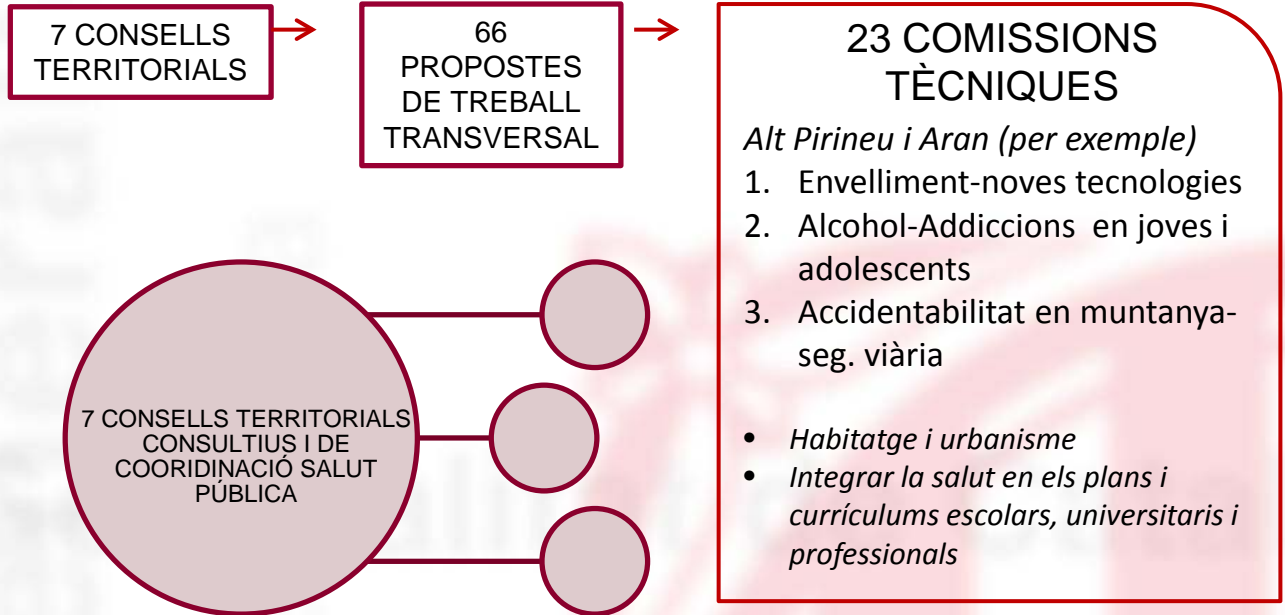 7 CONSELLS
TERRITORIALS
66
PROPOSTES
DE TREBALL
TRANSVERSAL
23 COMISSIONS
TÈCNIQUES
Alt Pirineu i Aran (per exemple)
1. Envelliment-noves tecnologies
2. Alcohol-Addiccions en joves i
adolescents
3. Accidentabilitat en muntanya-
seg. viària
• Habitatge i urbanisme
• Integrar la salut en els plans i
currículums escolars, universitaris i
professionals
7 CONSELLS TERRITORIALS
CONSULTIUS I DE
COORIDINACIÓ SALUT
PÚBLICA